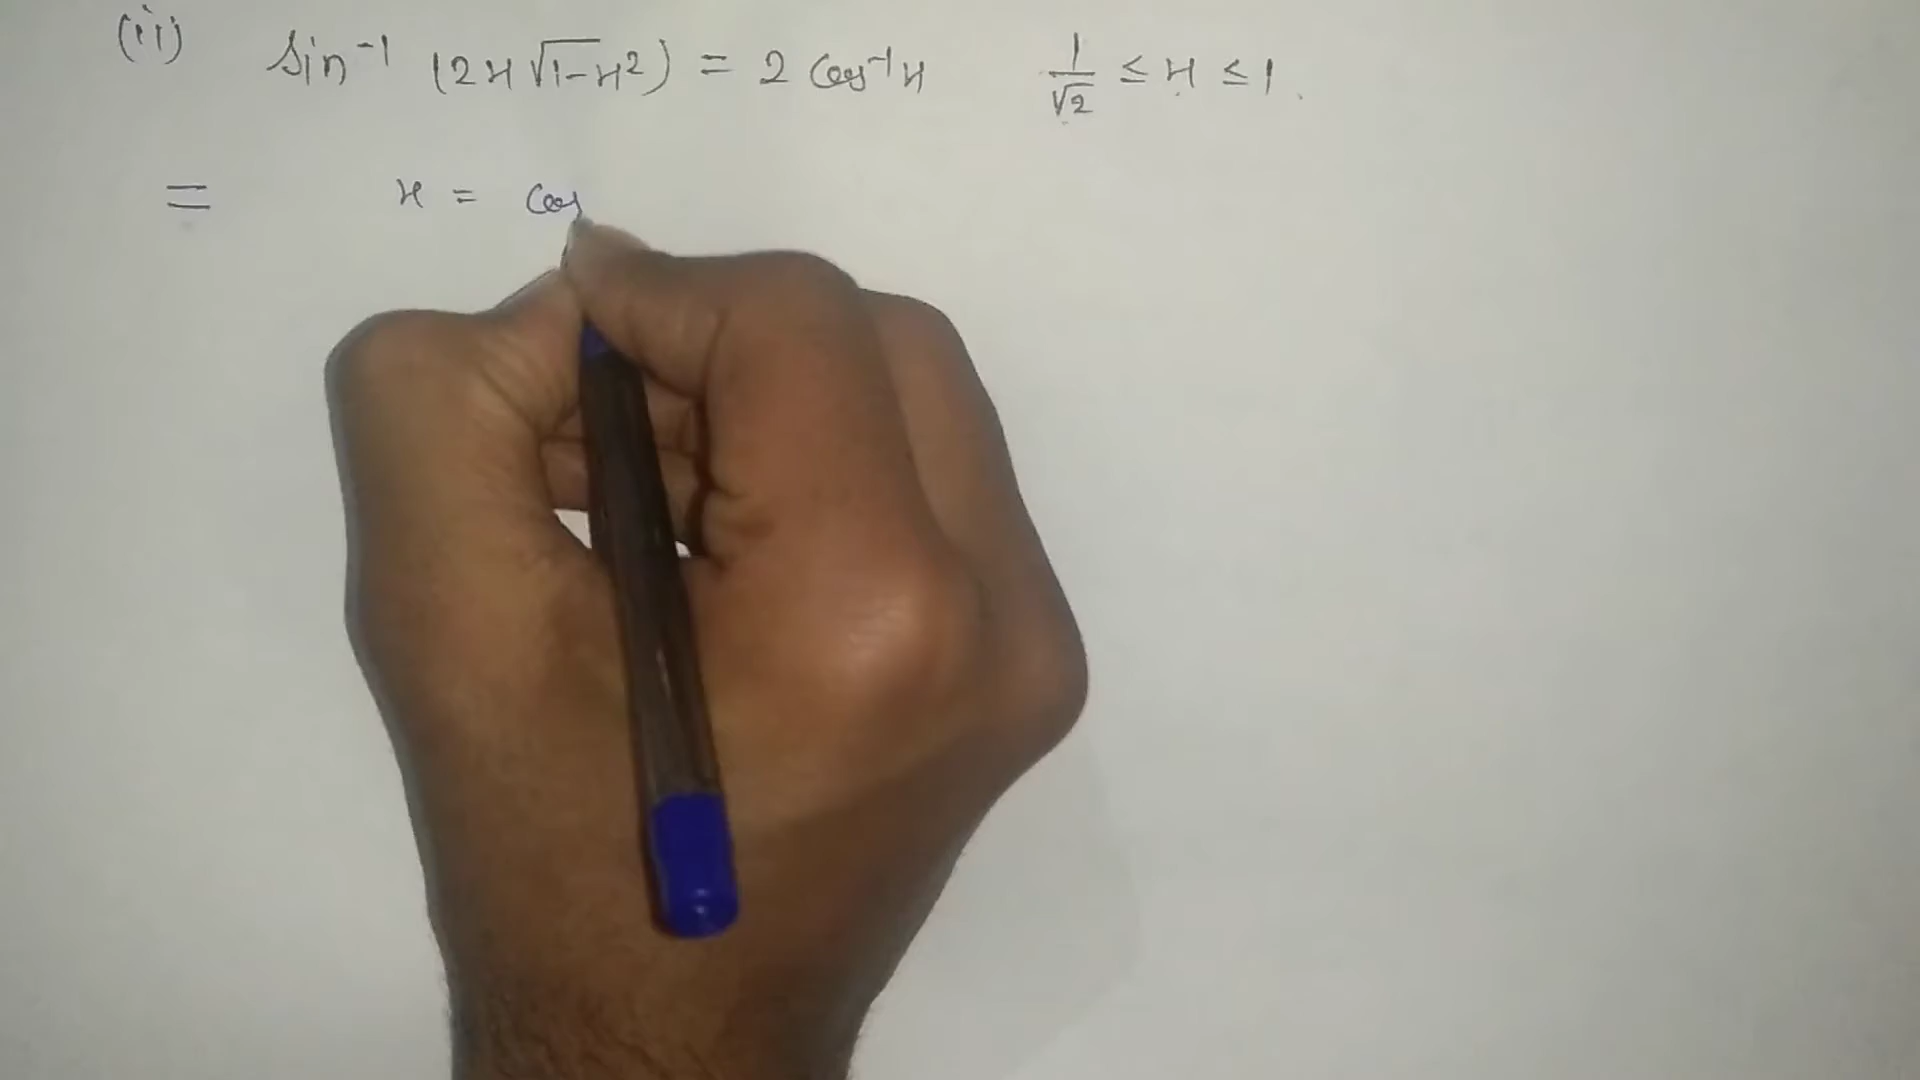 (ii) sin⁻¹ (2x√1-x²) = 2 cos⁻¹x 1/√2 ≤ x ≤ 1.
= x = cos